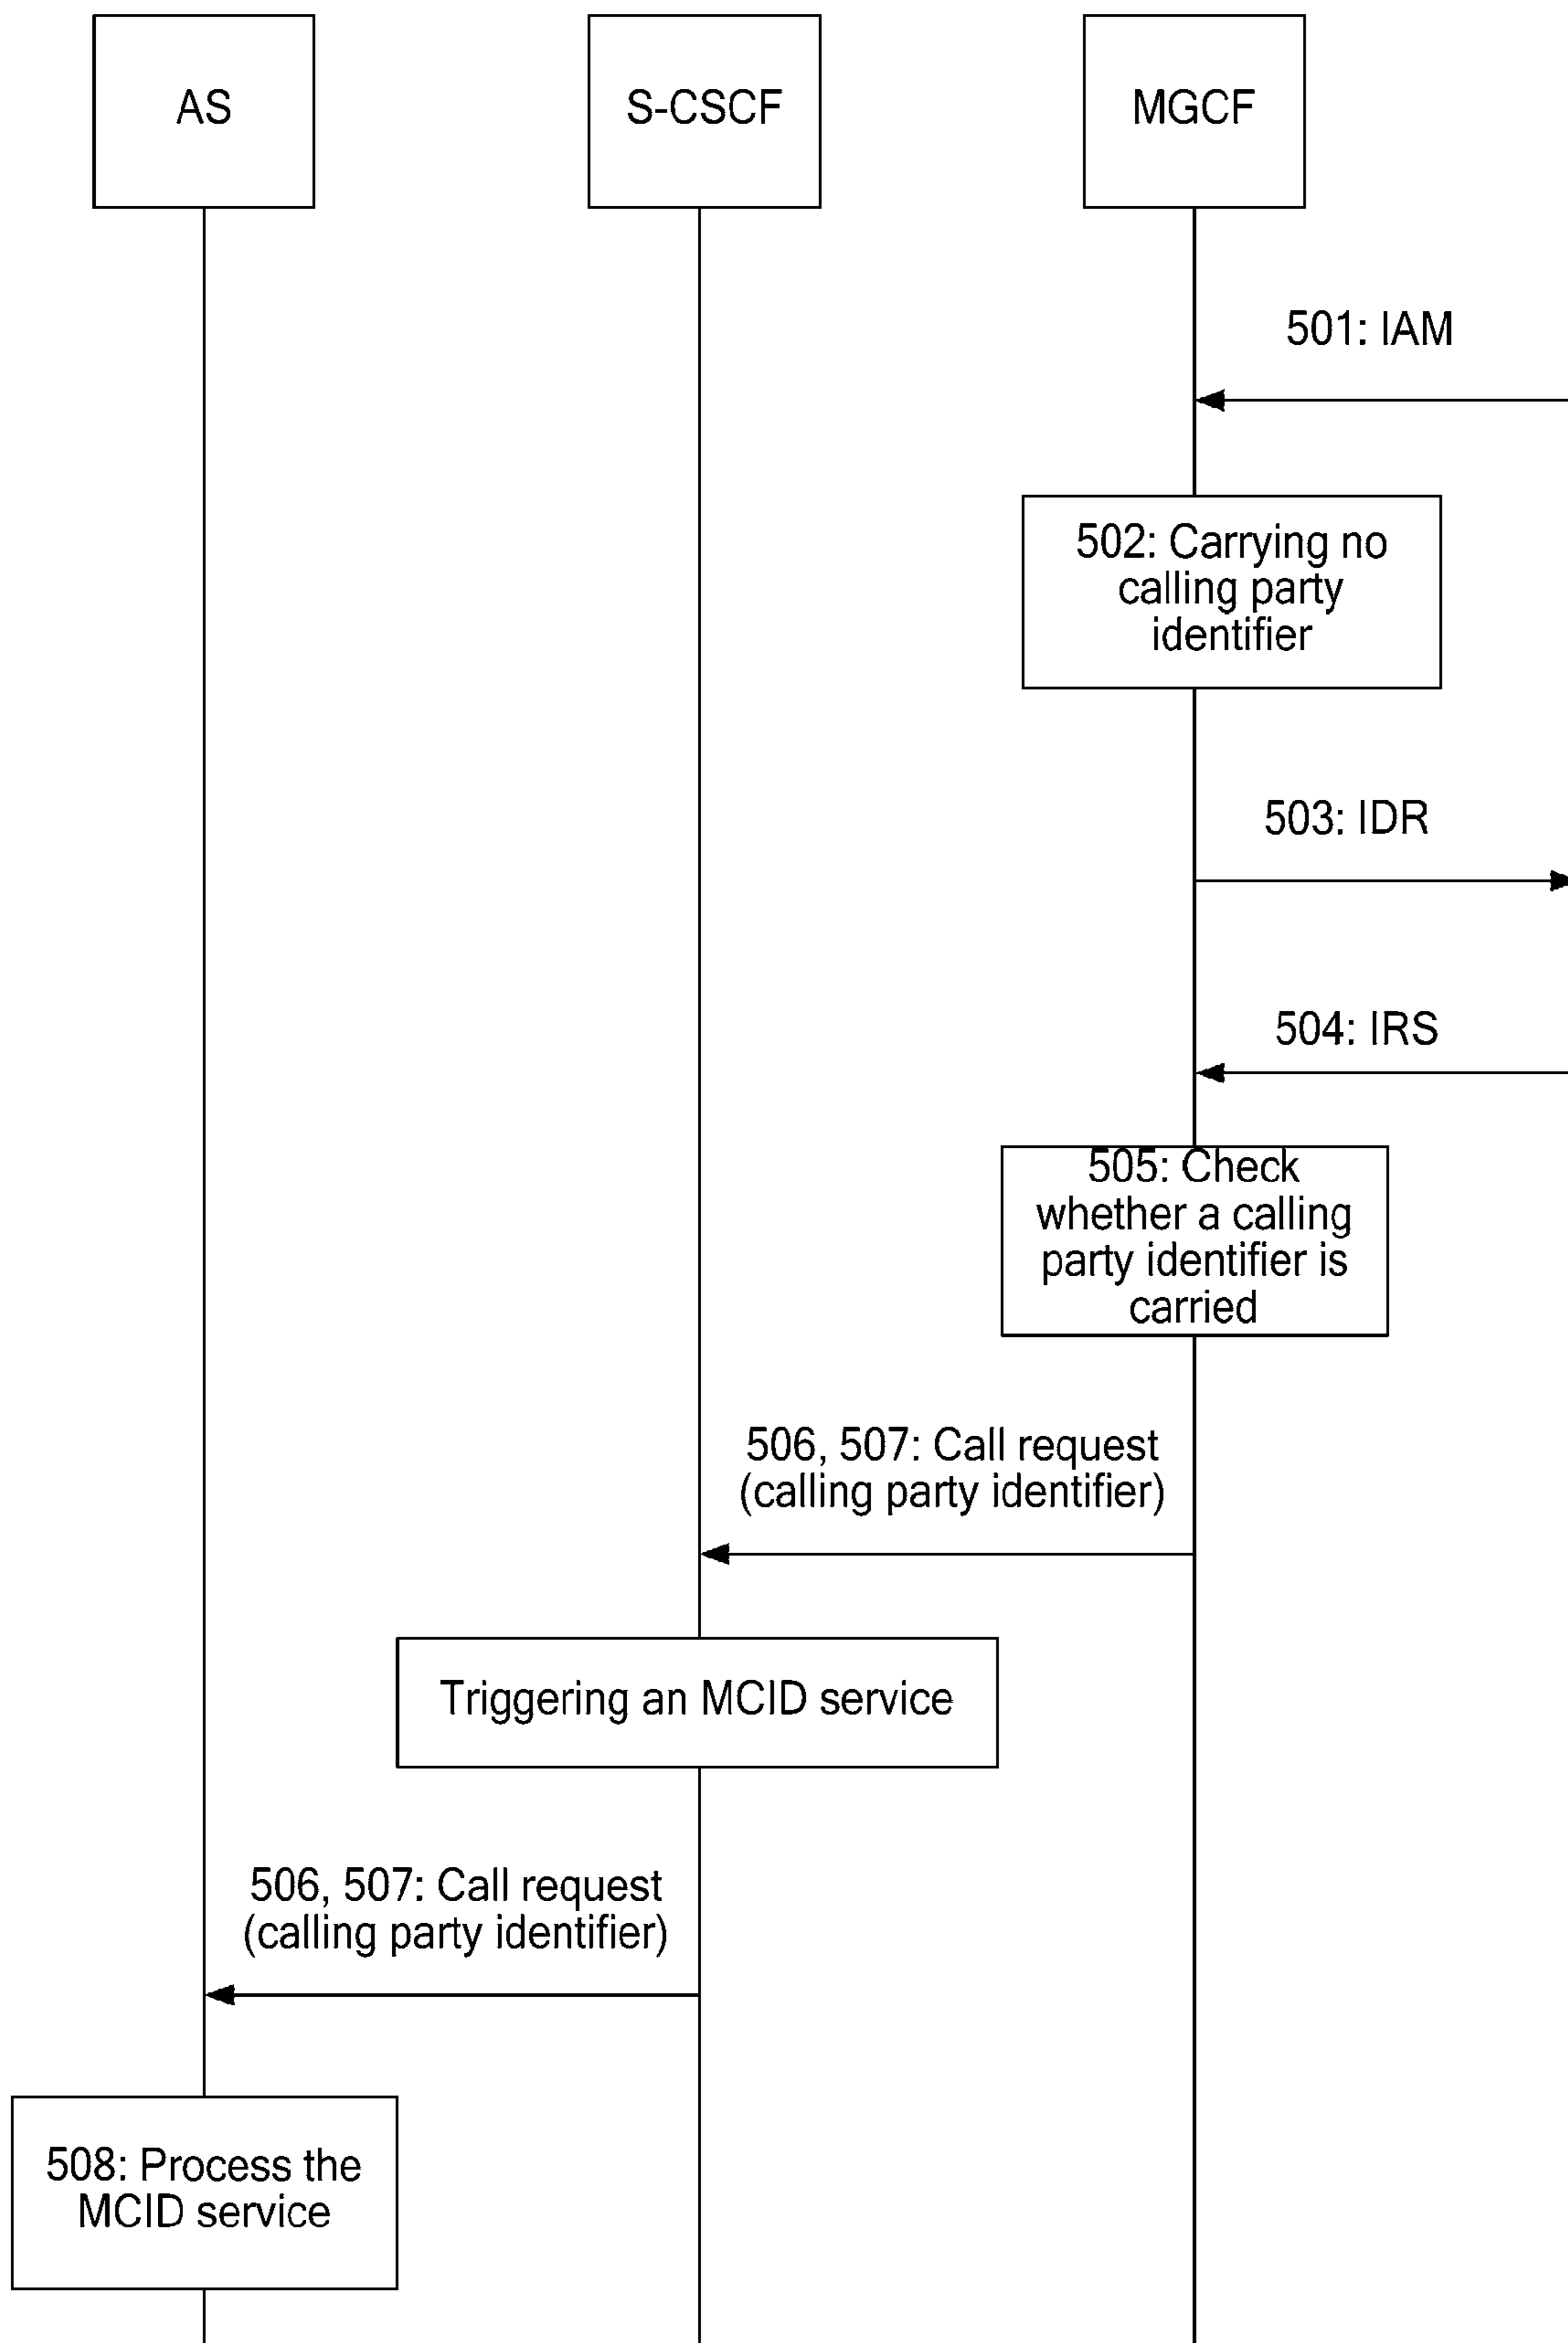 AS
S-CSCF
MGCF
501: IAM
502: Carrying no
calling party
identifier
503: IDR
504: IRS
505: Check
whether a calling
party identifier is
carried
506, 507: Call request
(calling party identifier)
Triggering an MCID service
506, 507: Call request
(calling party identifier)
508: Process the
MCID service